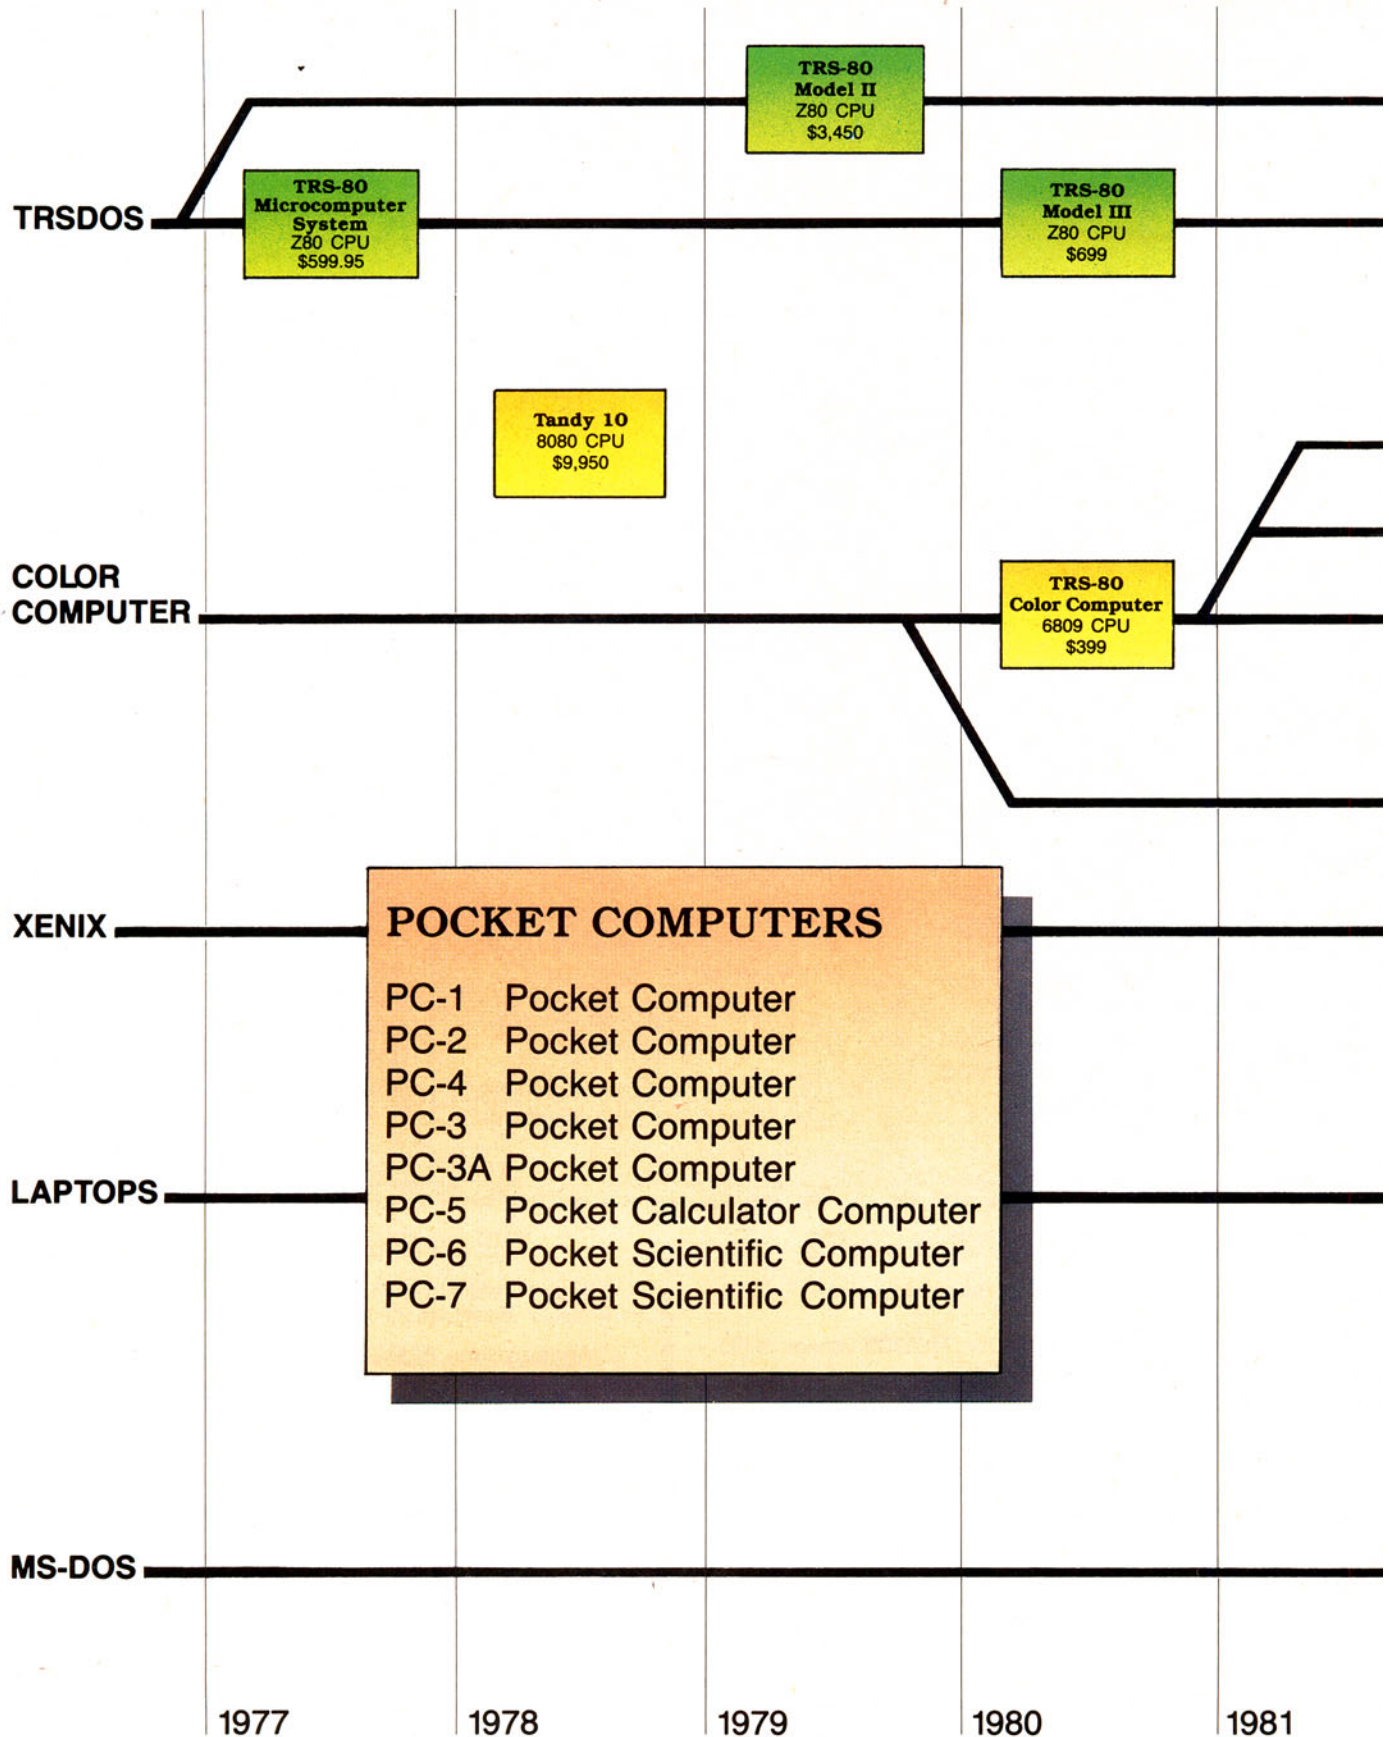 TRS-80
Model II
Z80 CPU
$3,450
TRSDOS
TRS-80
Microcomputer
System
Z80 CPU
$599.95
TRS-80
Model III
Z80 CPU
$699
Tandy 10
8080 CPU
$9,950
COLOR
COMPUTER
TRS-80
Color Computer
6809 CPU
$399
XENIX
POCKET COMPUTERS
PC-1 Pocket Computer
PC-2 Pocket Computer
PC-4 Pocket Computer
PC-3 Pocket Computer
PC-3A Pocket Computer
PC-5 Pocket Calculator Computer
PC-6 Pocket Scientific Computer
PC-7 Pocket Scientific Computer
LAPTOPS
MS-DOS
1977 1978 1979 1980 1981